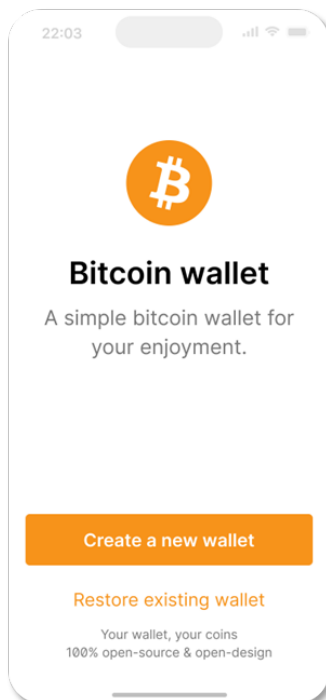 22:03
Bitcoin wallet
A simple bitcoin wallet for
your enjoyment.
Create a new wallet
Restore existing wallet
Your wallet, your coins
100% open-source & open-design